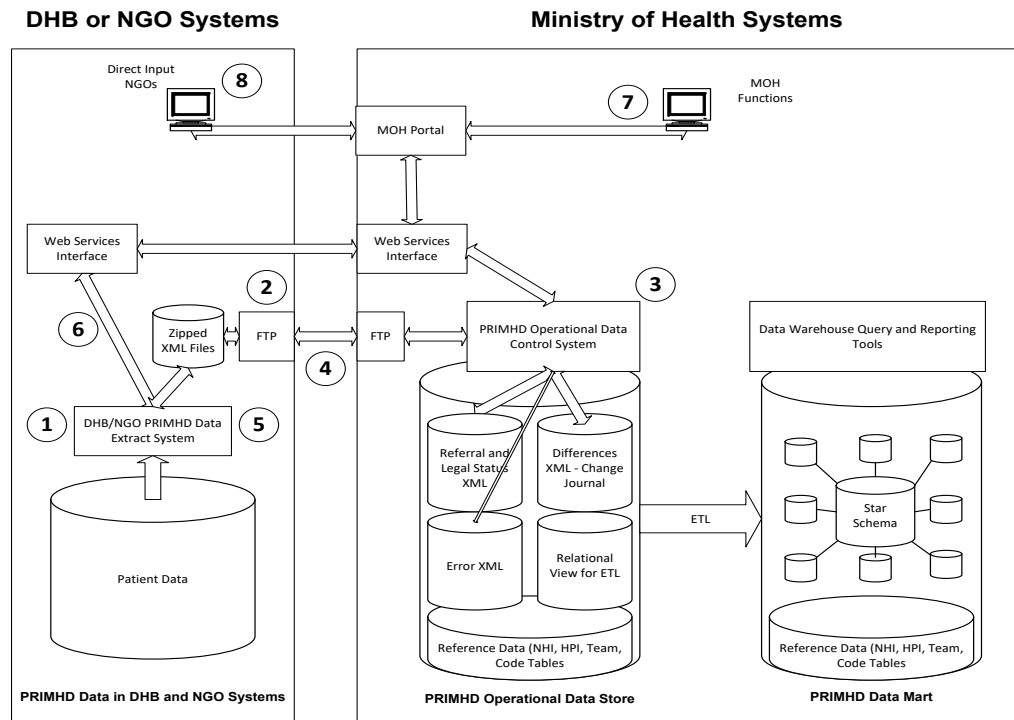 DHB or NGO Systems
Ministry of Health Systems
Direct Input
NGOs
8
7
MOH
Functions
MOH Portal
Web Services
Interface
Web Services
Interface
2
3
6
Zipped
XML Files
FTP
FTP
4
PRIMHD Operational Data
Control System
Data Warehouse Query and Reporting
Tools
1
DHB/NGO PRIMHD Data
Extract System
5
Referral and
Legal Status
XML
Differences
XML - Change
Journal
ETL
Star
Schema
Patient Data
Error XML
Relational
View for ETL
Reference Data (NHI, HPI, Team,
Code Tables
Reference Data (NHI, HPI, Team,
Code Tables
PRIMHD Data in DHB and NGO Systems
PRIMHD Operational Data Store
PRIMHD Data Mart